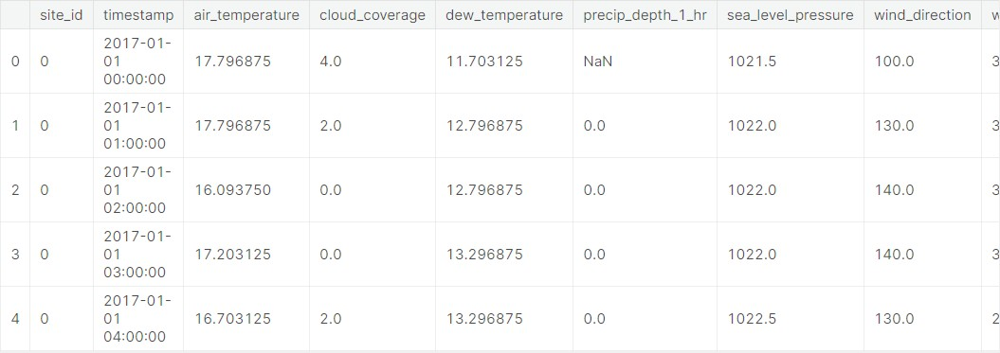 site_id timestamp air_temperature cloud_coverage dew_temperature precip_depth_1_hr sea_level_pressure wind_direction
2017-01-
0 0 01 17.796875 4.0 11.703125 NaN 1021.5 100.0 3
00:00:00
2017-01-
1 0 01 17.796875 2.0 12.796875 0.0 1022.0 130.0 3
01:00:00
2017-01-
2 0 01 16.093750 0.0 12.796875 0.0 1022.0 140.0 3
02:00:00
2017-01-
3 0 01 17.203125 0.0 13.296875 0.0 1022.0 140.0 3
03:00:00
2017-01-
4 0 01 16.703125 2.0 13.296875 0.0 1022.5 130.0 2
04:00:00